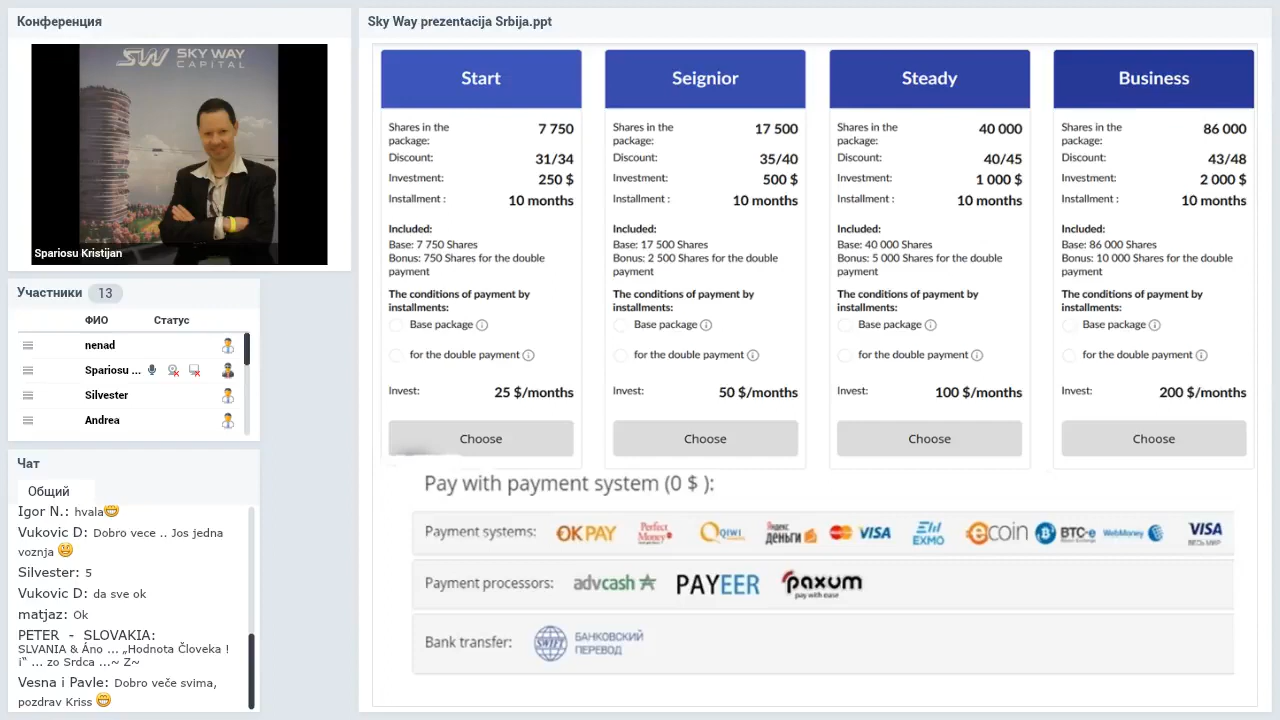 Конференция
SKY WAY
CAPITAL
Spariosu Kristijan
Участники 13
ФИО Статус
nenad
Spariosu ...
Silvester
Andrea
Чат
Общий
Igor N.: hvala
Vukovic D: Dobro vece .. Jos jedna
voznja
Silvester: 5
Vukovic D: da sve ok
matjaz: Ok
PETER - SLOVAKIA:
SLVANIA & Áno ... „Hodnota Človeka !
i“ ... zo Srdca ...~ Z~
Vesna i Pavle: Dobro veče svima,
pozdrav Kriss
Sky Way prezentacija Srbija.ppt
Start
Shares in the
package: 7 750
Discount: 31/34
Investment: 250 $
Installment : 10 months
Included:
Base: 7 750 Shares
Bonus: 750 Shares for the double
payment
The conditions of payment by
installments:
Base package
for the double payment
Invest: 25 $/months
Choose
Seignior
Shares in the
package: 17 500
Discount: 35/40
Investment: 500 $
Installment : 10 months
Included:
Base: 17 500 Shares
Bonus: 2 500 Shares for the double
payment
The conditions of payment by
installments:
Base package
for the double payment
Invest: 50 $/months
Choose
Steady
Shares in the
package: 40 000
Discount: 40/45
Investment: 1 000 $
Installment : 10 months
Included:
Base: 40 000 Shares
Bonus: 5 000 Shares for the double
payment
The conditions of payment by
installments:
Base package
for the double payment
Invest: 100 $/months
Choose
Business
Shares in the
package: 86 000
Discount: 43/48
Investment: 2 000 $
Installment : 10 months
Included:
Base: 86 000 Shares
Bonus: 10 000 Shares for the double
payment
The conditions of payment by
installments:
Base package
for the double payment
Invest: 200 $/months
Choose
Pay with payment system (0 $ ):
Payment systems: OKPAY Perfect Money QIWI Яндекс деньги VISA EXMO ecoin BTC-e WebMoney VISA ВЕСЬ МИР
Payment processors: advcash PAYEER paxum pay with ease
Bank transfer: SWIFT БАНКОВСКИЙ
ПЕРЕВОД